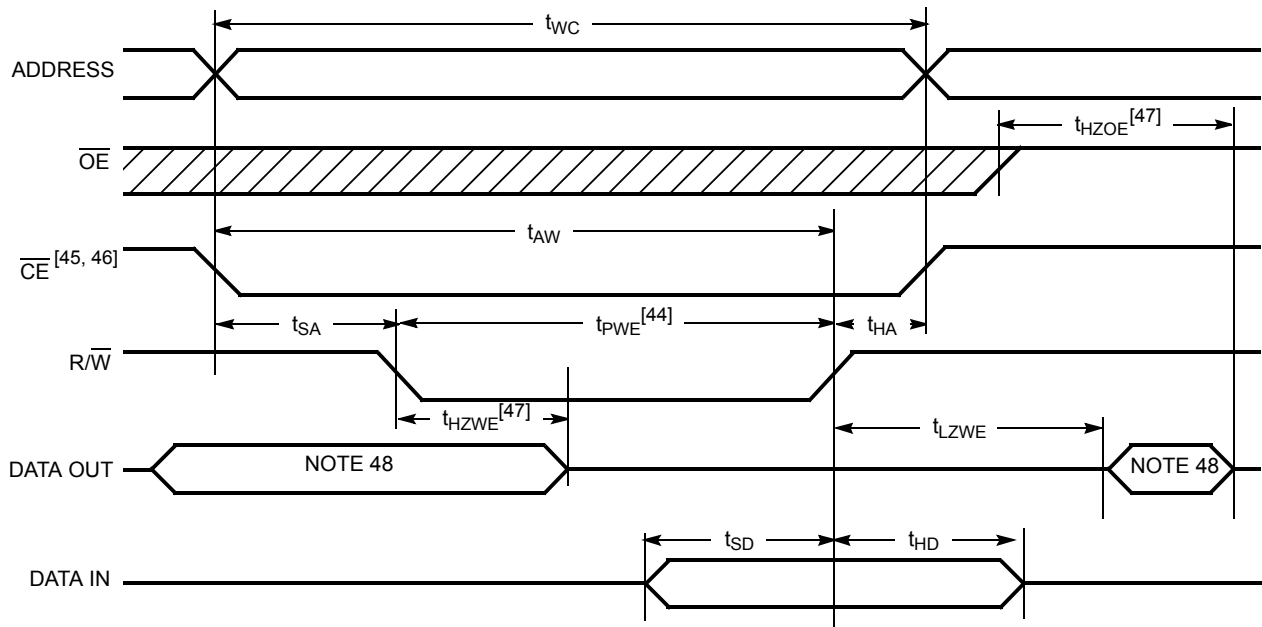 tWC
ADDRESS
tHZOE[47]
OE
tAW
CE [45, 46]
tSA
tPWE[44]
tHA
R/W
tHZWE[47]
tLZWE
DATA OUT
NOTE 48
NOTE 48
tSD
tHD
DATA IN